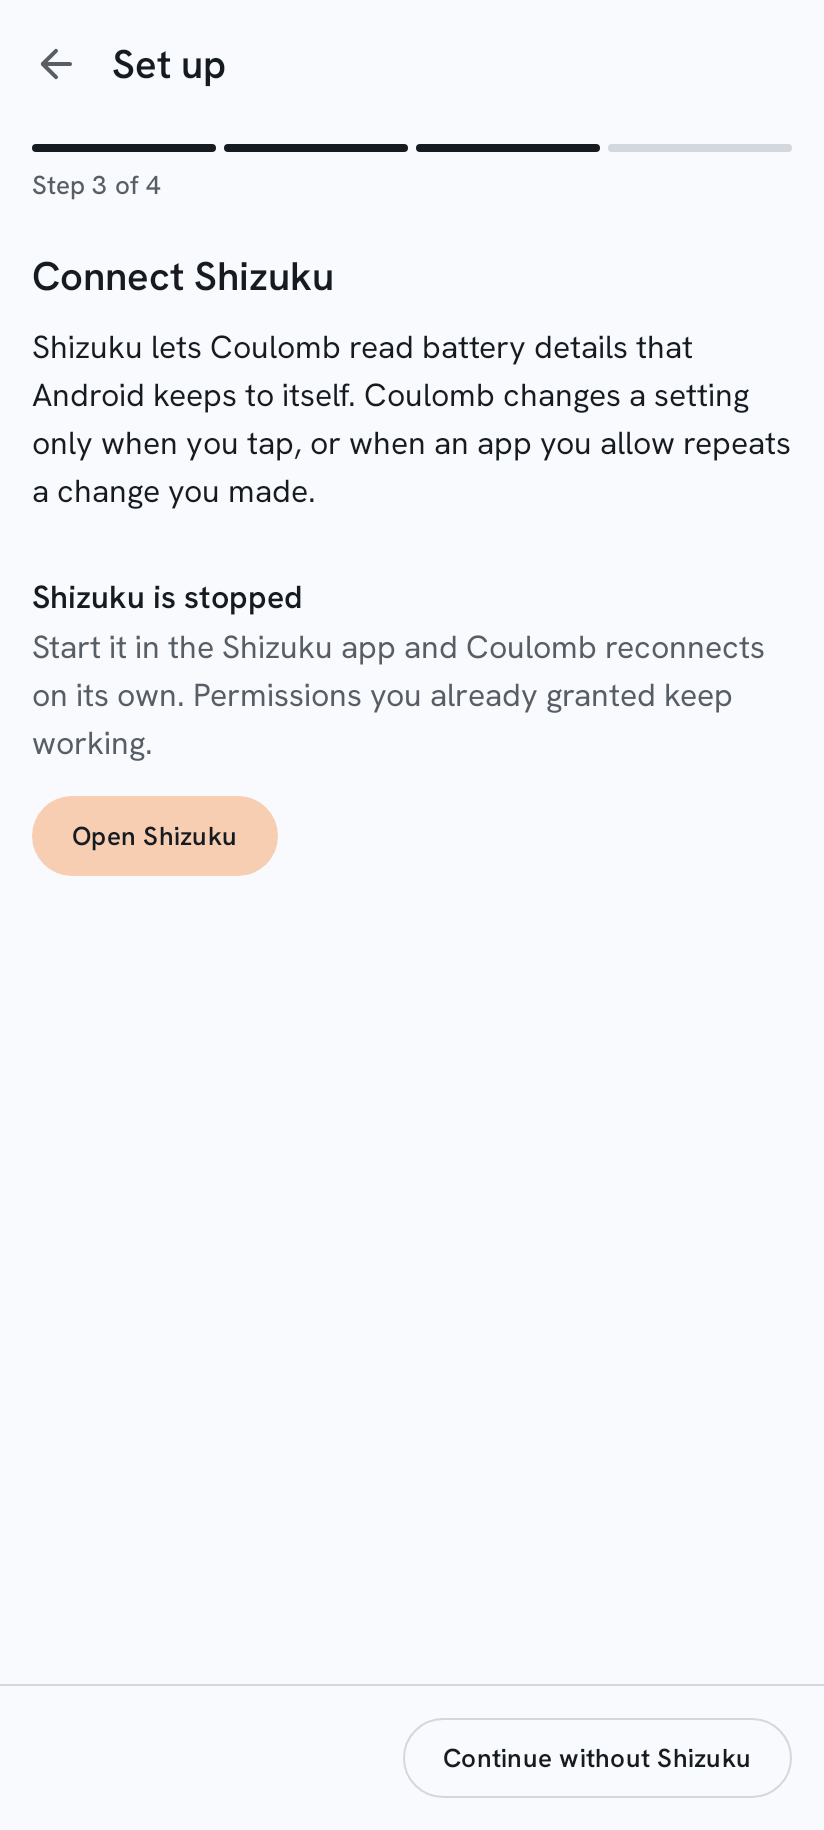 Set up
Step 3 of 4
Connect Shizuku
Shizuku lets Coulomb read battery details that
Android keeps to itself. Coulomb changes a setting
only when you tap, or when an app you allow repeats
a change you made.
Shizuku is stopped
Start it in the Shizuku app and Coulomb reconnects
on its own. Permissions you already granted keep
working.
Open Shizuku
Continue without Shizuku